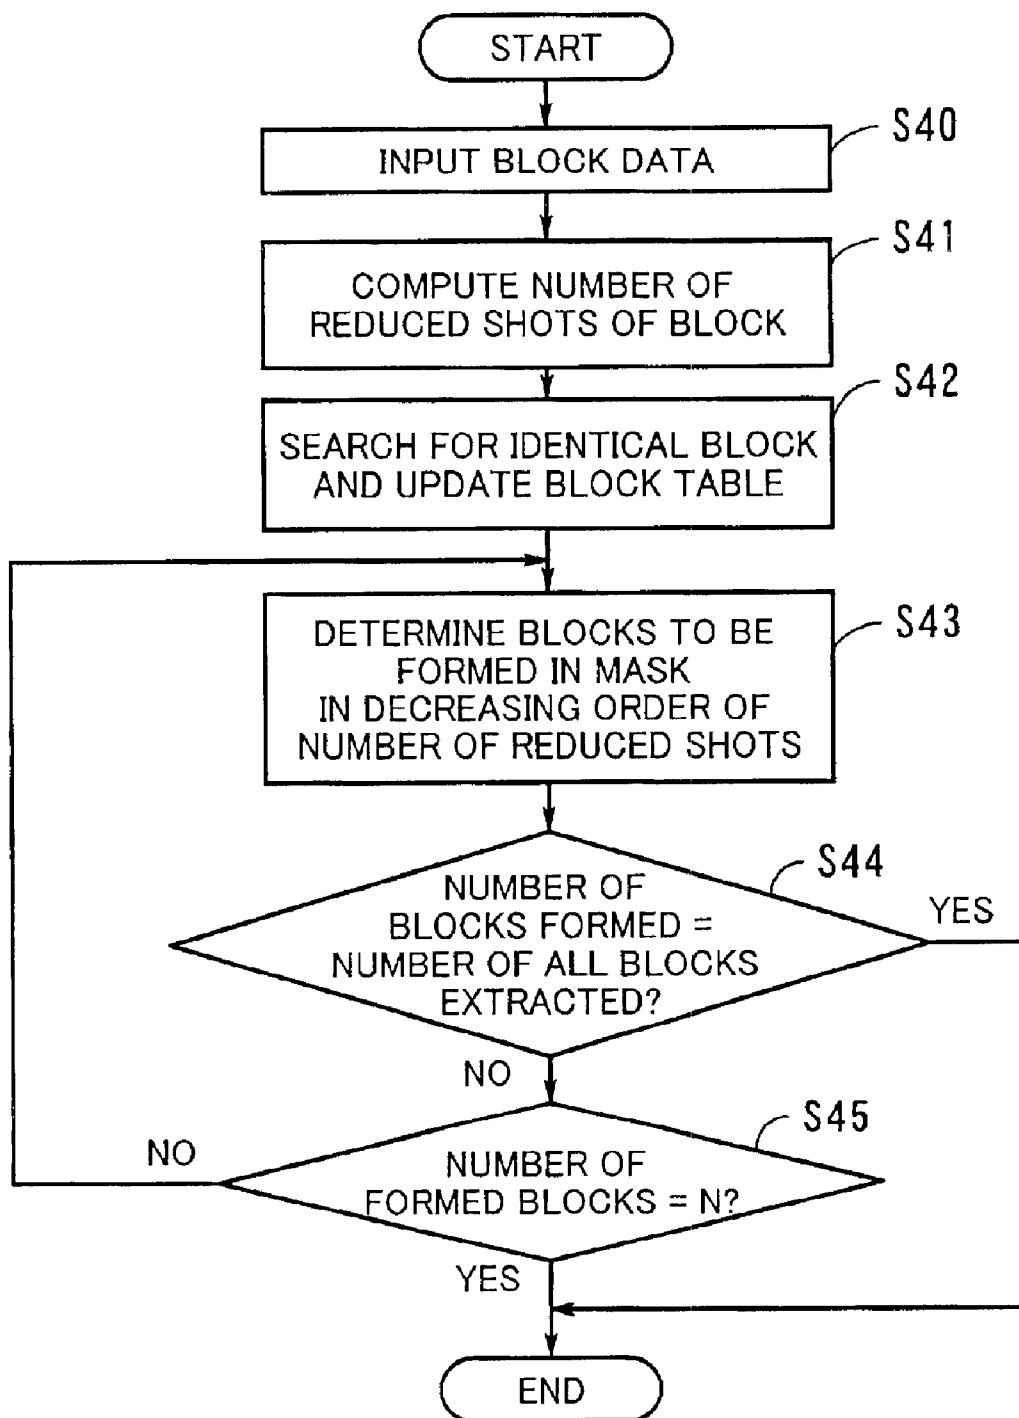 START
S40
INPUT BLOCK DATA
S41
COMPUTE NUMBER OF
REDUCED SHOTS OF BLOCK
S42
SEARCH FOR IDENTICAL BLOCK
AND UPDATE BLOCK TABLE
S43
DETERMINE BLOCKS TO BE
FORMED IN MASK
IN DECREASING ORDER OF
NUMBER OF REDUCED SHOTS
S44
NUMBER OF
BLOCKS FORMED =
NUMBER OF ALL BLOCKS
EXTRACTED?
YES
NO
S45
NO
NUMBER OF
FORMED BLOCKS = N?
YES
END